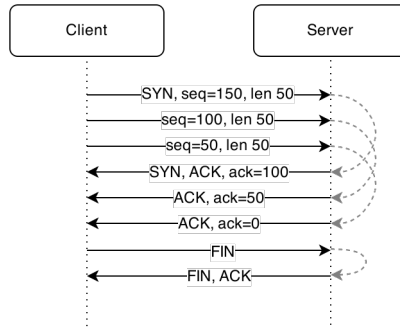 Client
Server
SYN, seq=150, len 50
seq=100, len 50
seq=50, len 50
SYN, ACK, ack=100
ACK, ack=50
ACK, ack=0
FIN
FIN, ACK